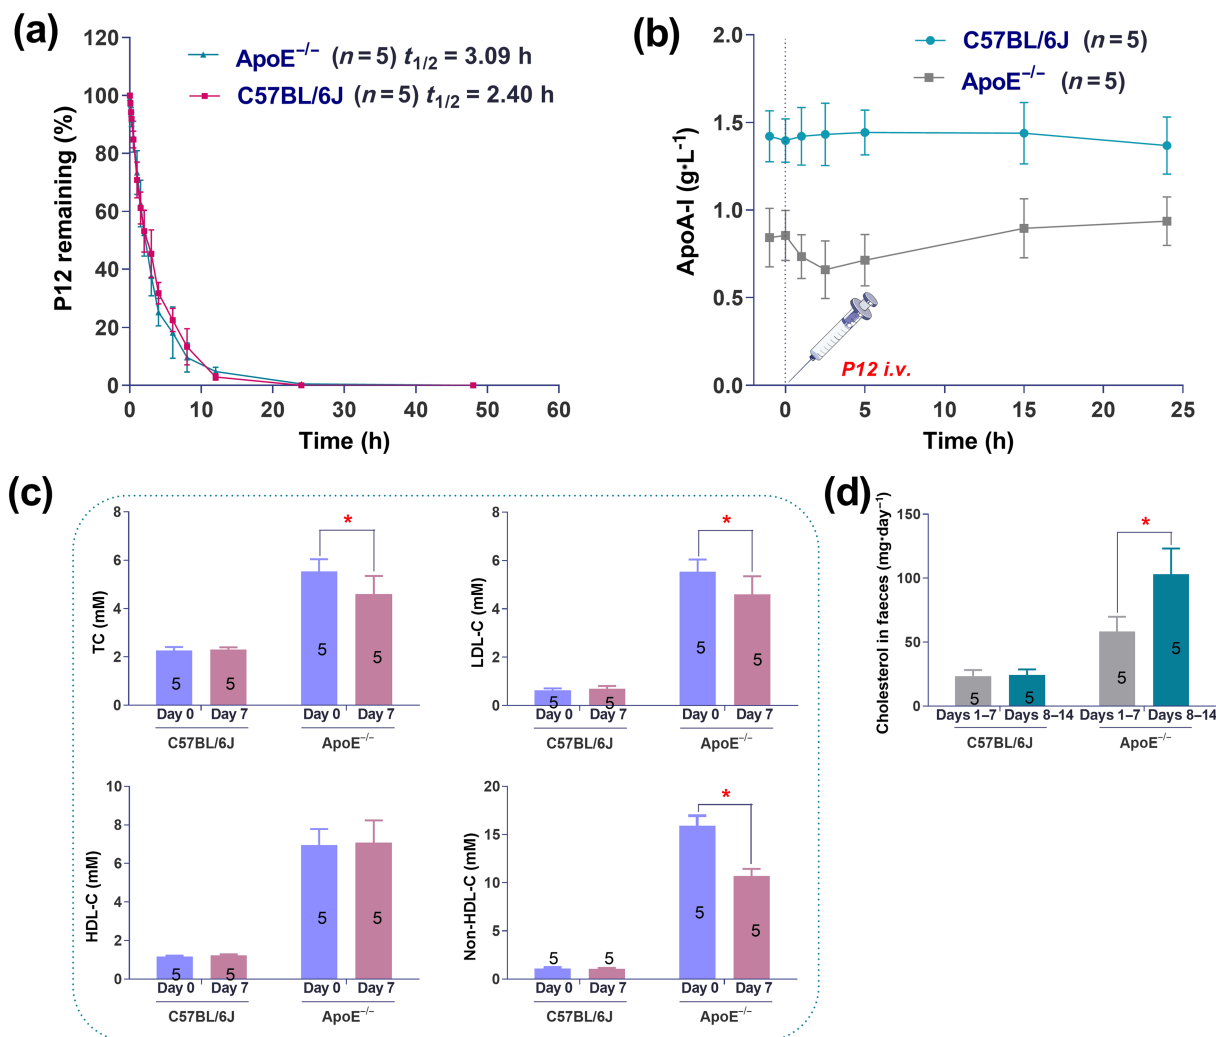 (a)
120
100
80
60
40
20
0
P12 remaining (%)
ApoE⁻/⁻ (n = 5) t1/2 = 3.09 h
C57BL/6J (n = 5) t1/2 = 2.40 h
0 10 20 30 40 50 60
Time (h)
(b)
2.0
1.5
1.0
0.5
0.0
ApoA-I (g·L⁻¹)
C57BL/6J (n = 5)
ApoE⁻/⁻ (n = 5)
P12 i.v.
0 5 10 15 20 25
Time (h)
(c)
8
6
4
2
0
TC (mM)
*
5 5 5 5
Day 0 Day 7 Day 0 Day 7
C57BL/6J ApoE⁻/⁻
8
6
4
2
0
LDL-C (mM)
*
5 5 5 5
Day 0 Day 7 Day 0 Day 7
C57BL/6J ApoE⁻/⁻
10
8
6
4
2
0
HDL-C (mM)
5 5 5 5
Day 0 Day 7 Day 0 Day 7
C57BL/6J ApoE⁻/⁻
20
15
10
5
0
Non-HDL-C (mM)
*
5 5 5 5
Day 0 Day 7 Day 0 Day 7
C57BL/6J ApoE⁻/⁻
(d)
150
100
50
0
Cholesterol in faeces (mg·day⁻¹)
*
5 5 5 5
Days 1–7 Days 8–14 Days 1–7 Days 8–14
C57BL/6J ApoE⁻/⁻